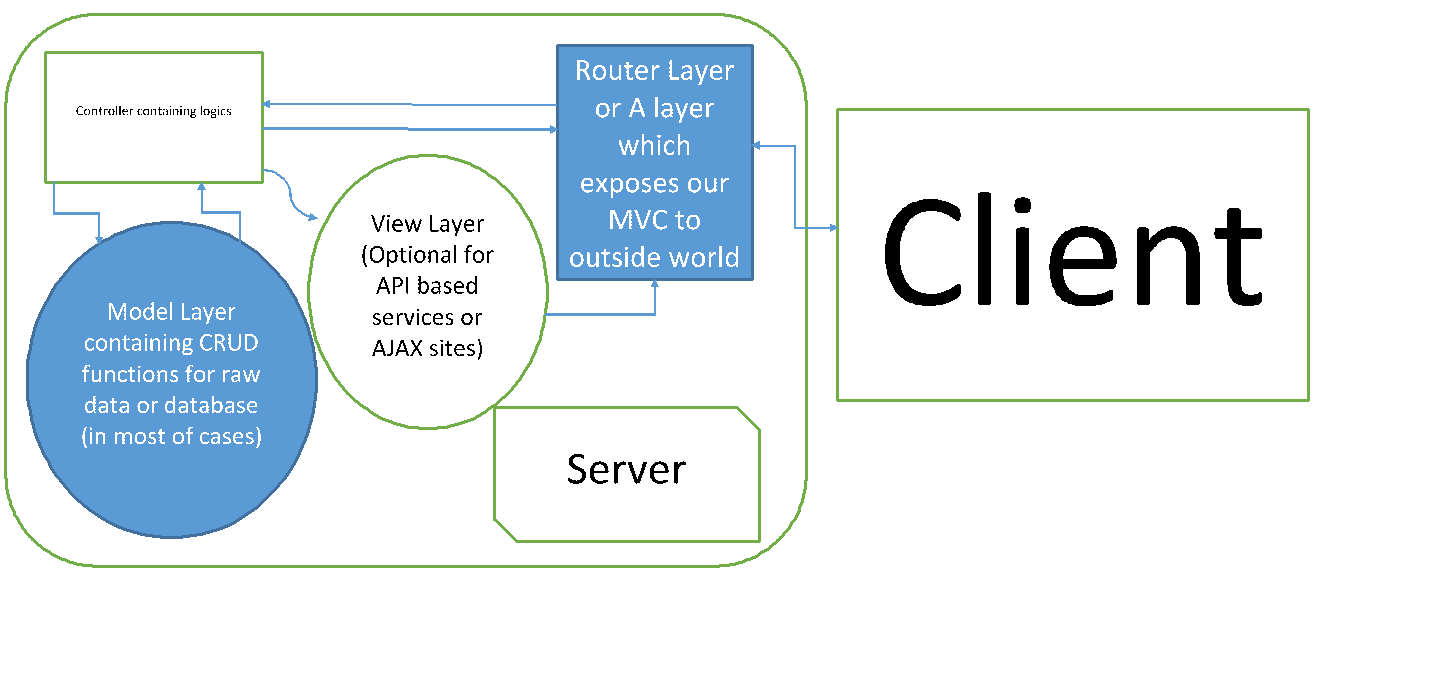 Controller containing logics
Router Layer
or A layer
which
exposes our
MVC to
outside world
View Layer
(Optional for
API based
services or
AJAX sites)
Model Layer
containing CRUD
functions for raw
data or database
(in most of cases)
Server
Client